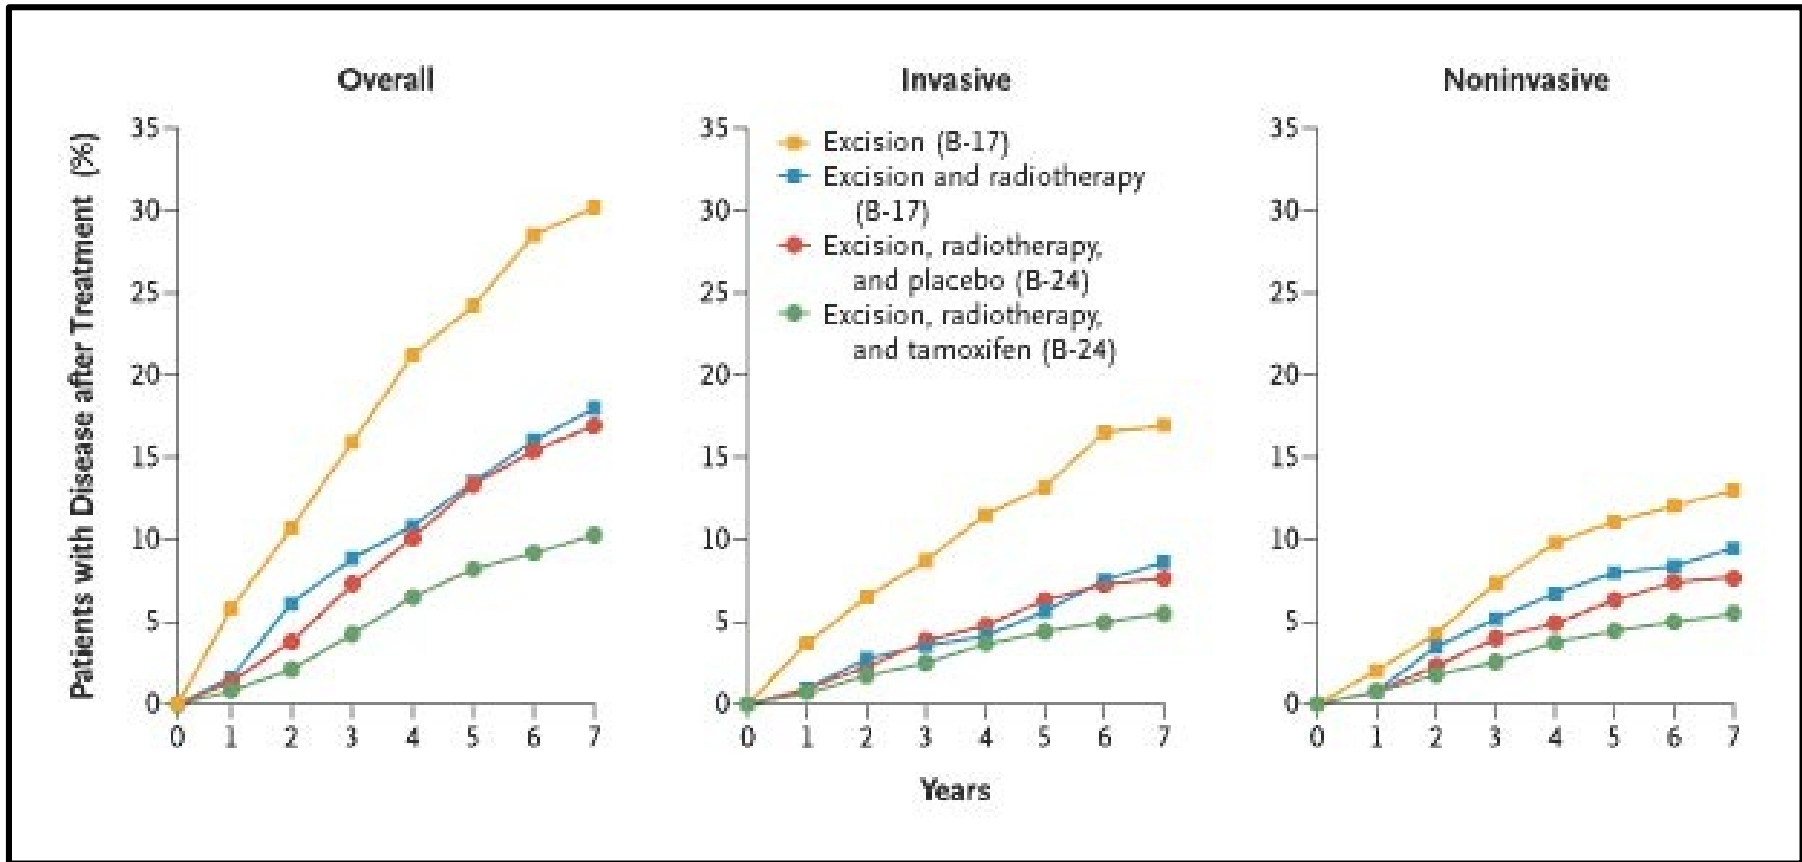 Overall
Invasive
Noninvasive
Patients with Disease after Treatment (%)
35
30
25
20
15
10
5
0
0 1 2 3 4 5 6 7
35
30
25
20
15
10
5
0
0 1 2 3 4 5 6 7
Excision (B-17)
Excision and radiotherapy
(B-17)
Excision, radiotherapy,
and placebo (B-24)
Excision, radiotherapy,
and tamoxifen (B-24)
35
30
25
20
15
10
5
0
0 1 2 3 4 5 6 7
Years